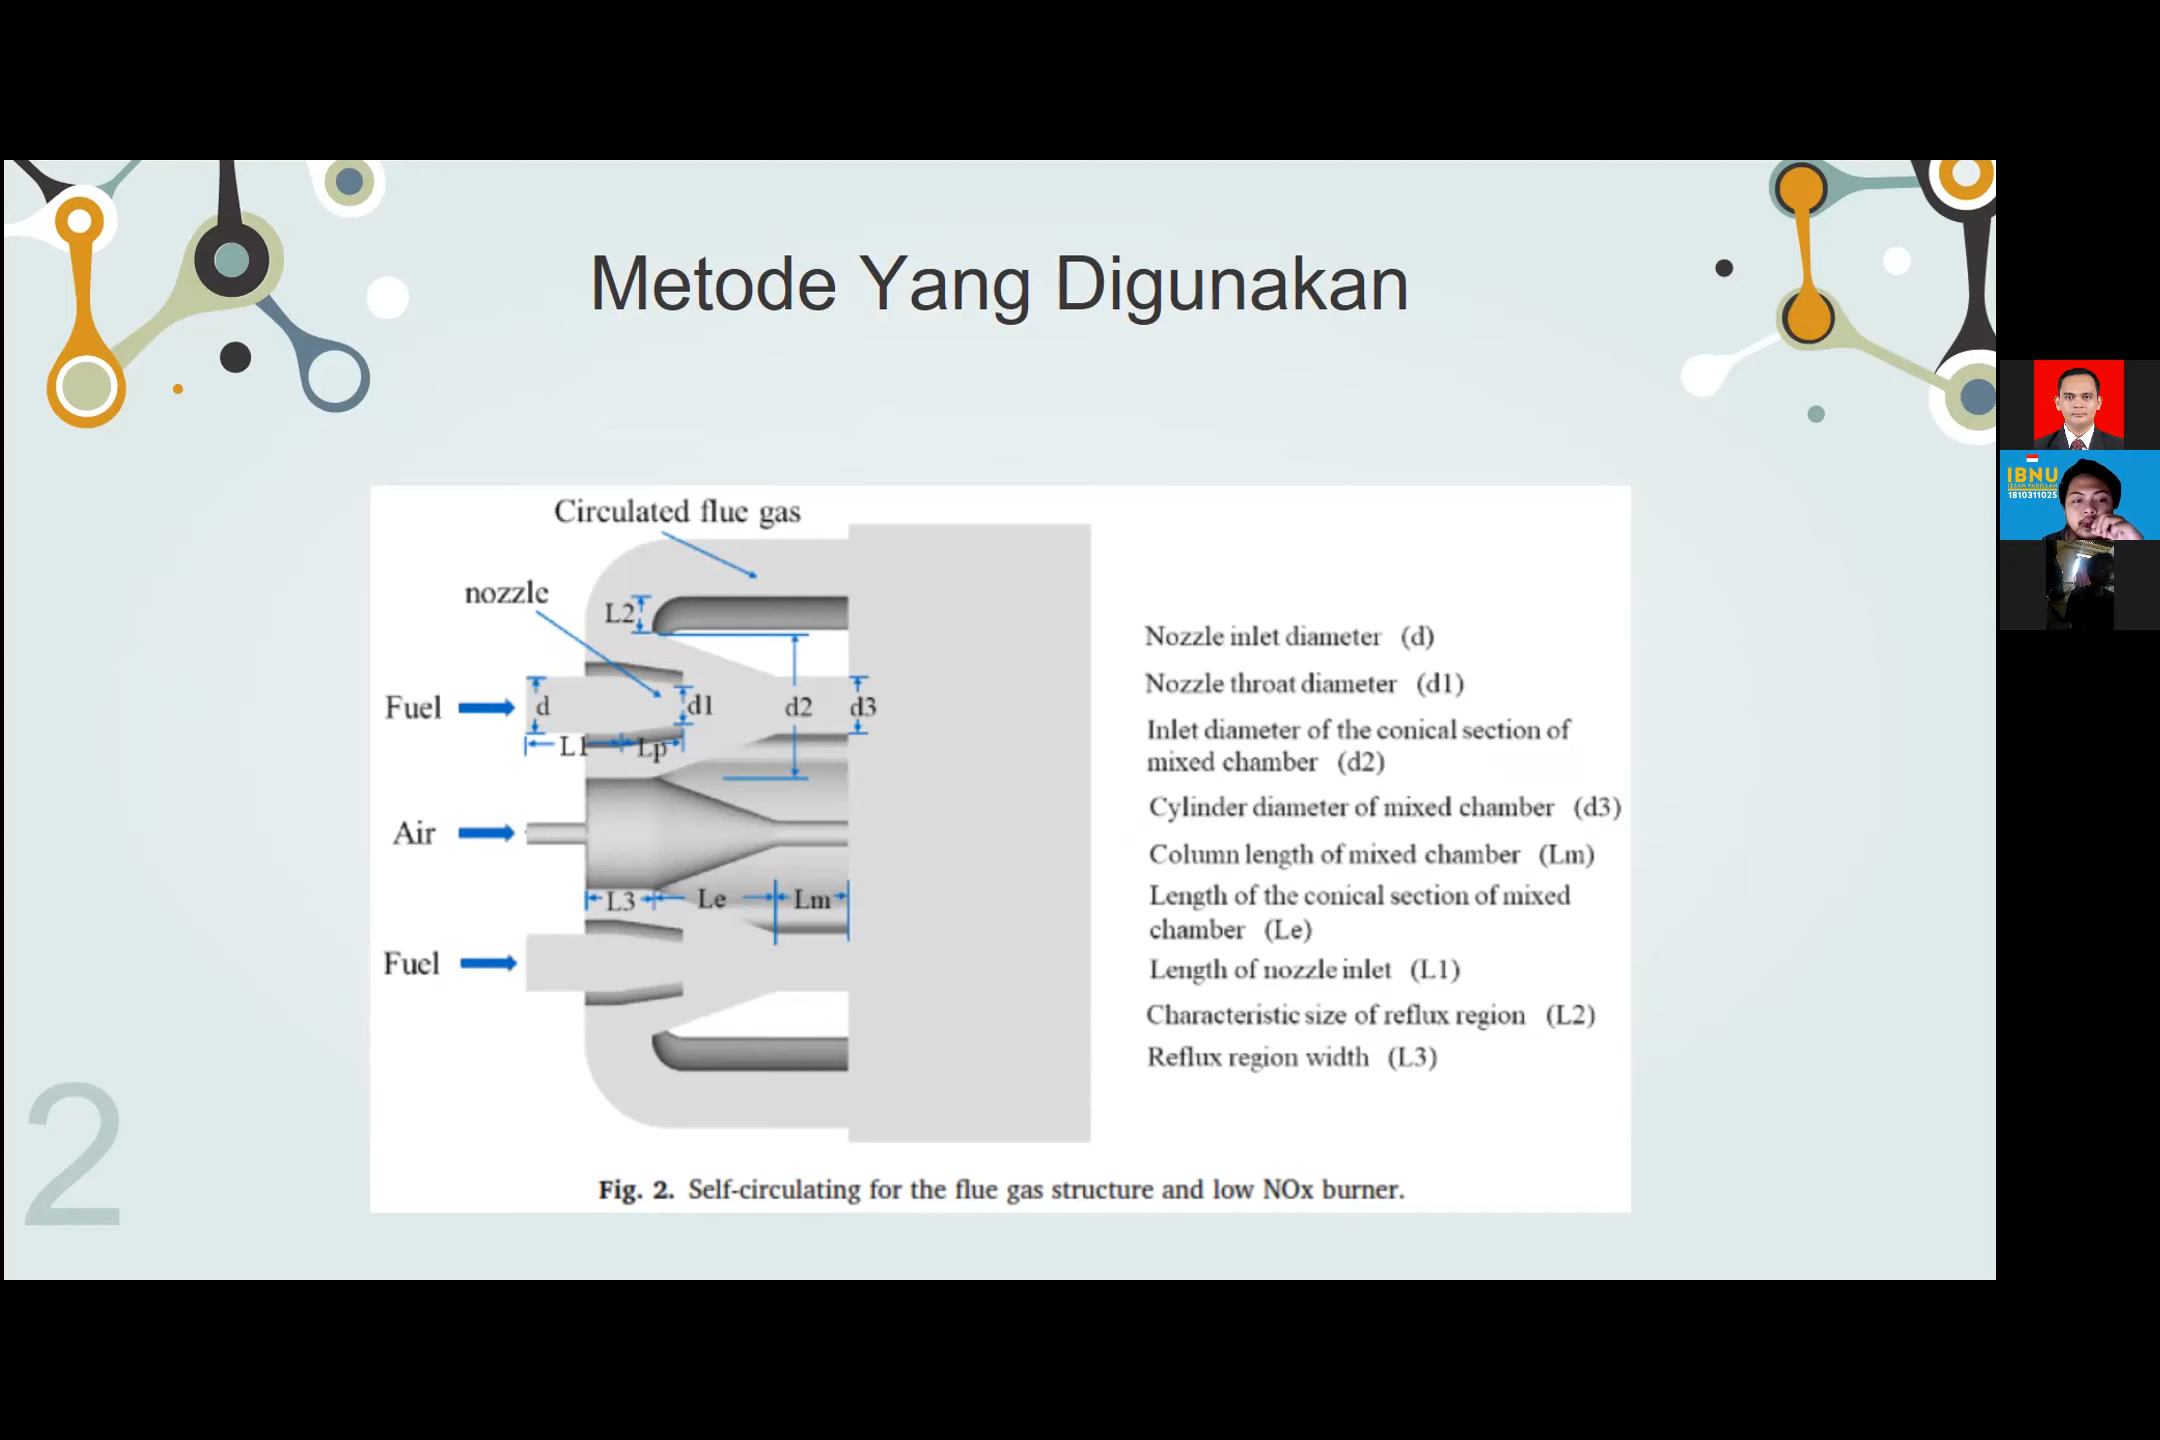 Metode Yang Digunakan
Circulated flue gas
nozzle
L2
Fuel
d
d1
d2
d3
L1
Lp
Air
L3
Le
Lm
Fuel
Nozzle inlet diameter (d)
Nozzle throat diameter (d1)
Inlet diameter of the conical section of
mixed chamber (d2)
Cylinder diameter of mixed chamber (d3)
Column length of mixed chamber (Lm)
Length of the conical section of mixed
chamber (Le)
Length of nozzle inlet (L1)
Characteristic size of reflux region (L2)
Reflux region width (L3)
Fig. 2. Self-circulating for the flue gas structure and low NOx burner.
2
IBNU
1810311025